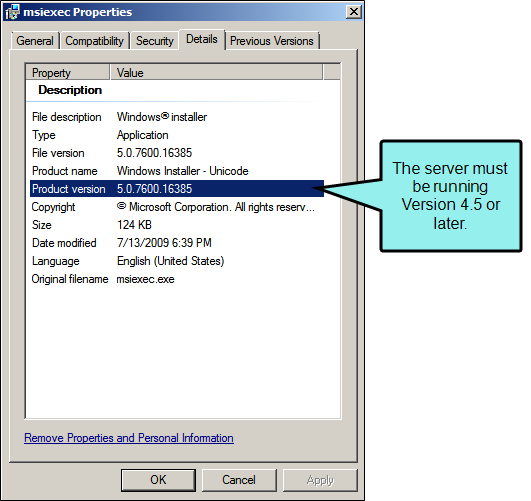 msiexec Properties
General Compatibility Security Details Previous Versions
Property Value
Description
File description Windows® installer
Type Application
File version 5.0.7600.16385
Product name Windows Installer - Unicode
Product version 5.0.7600.16385
Copyright © Microsoft Corporation. All rights reserv...
Size 124 KB
Date modified 7/13/2009 6:39 PM
Language English (United States)
Original filename msiexec.exe
The server must
be running
Version 4.5 or
later.
Remove Properties and Personal Information
OK Cancel Apply